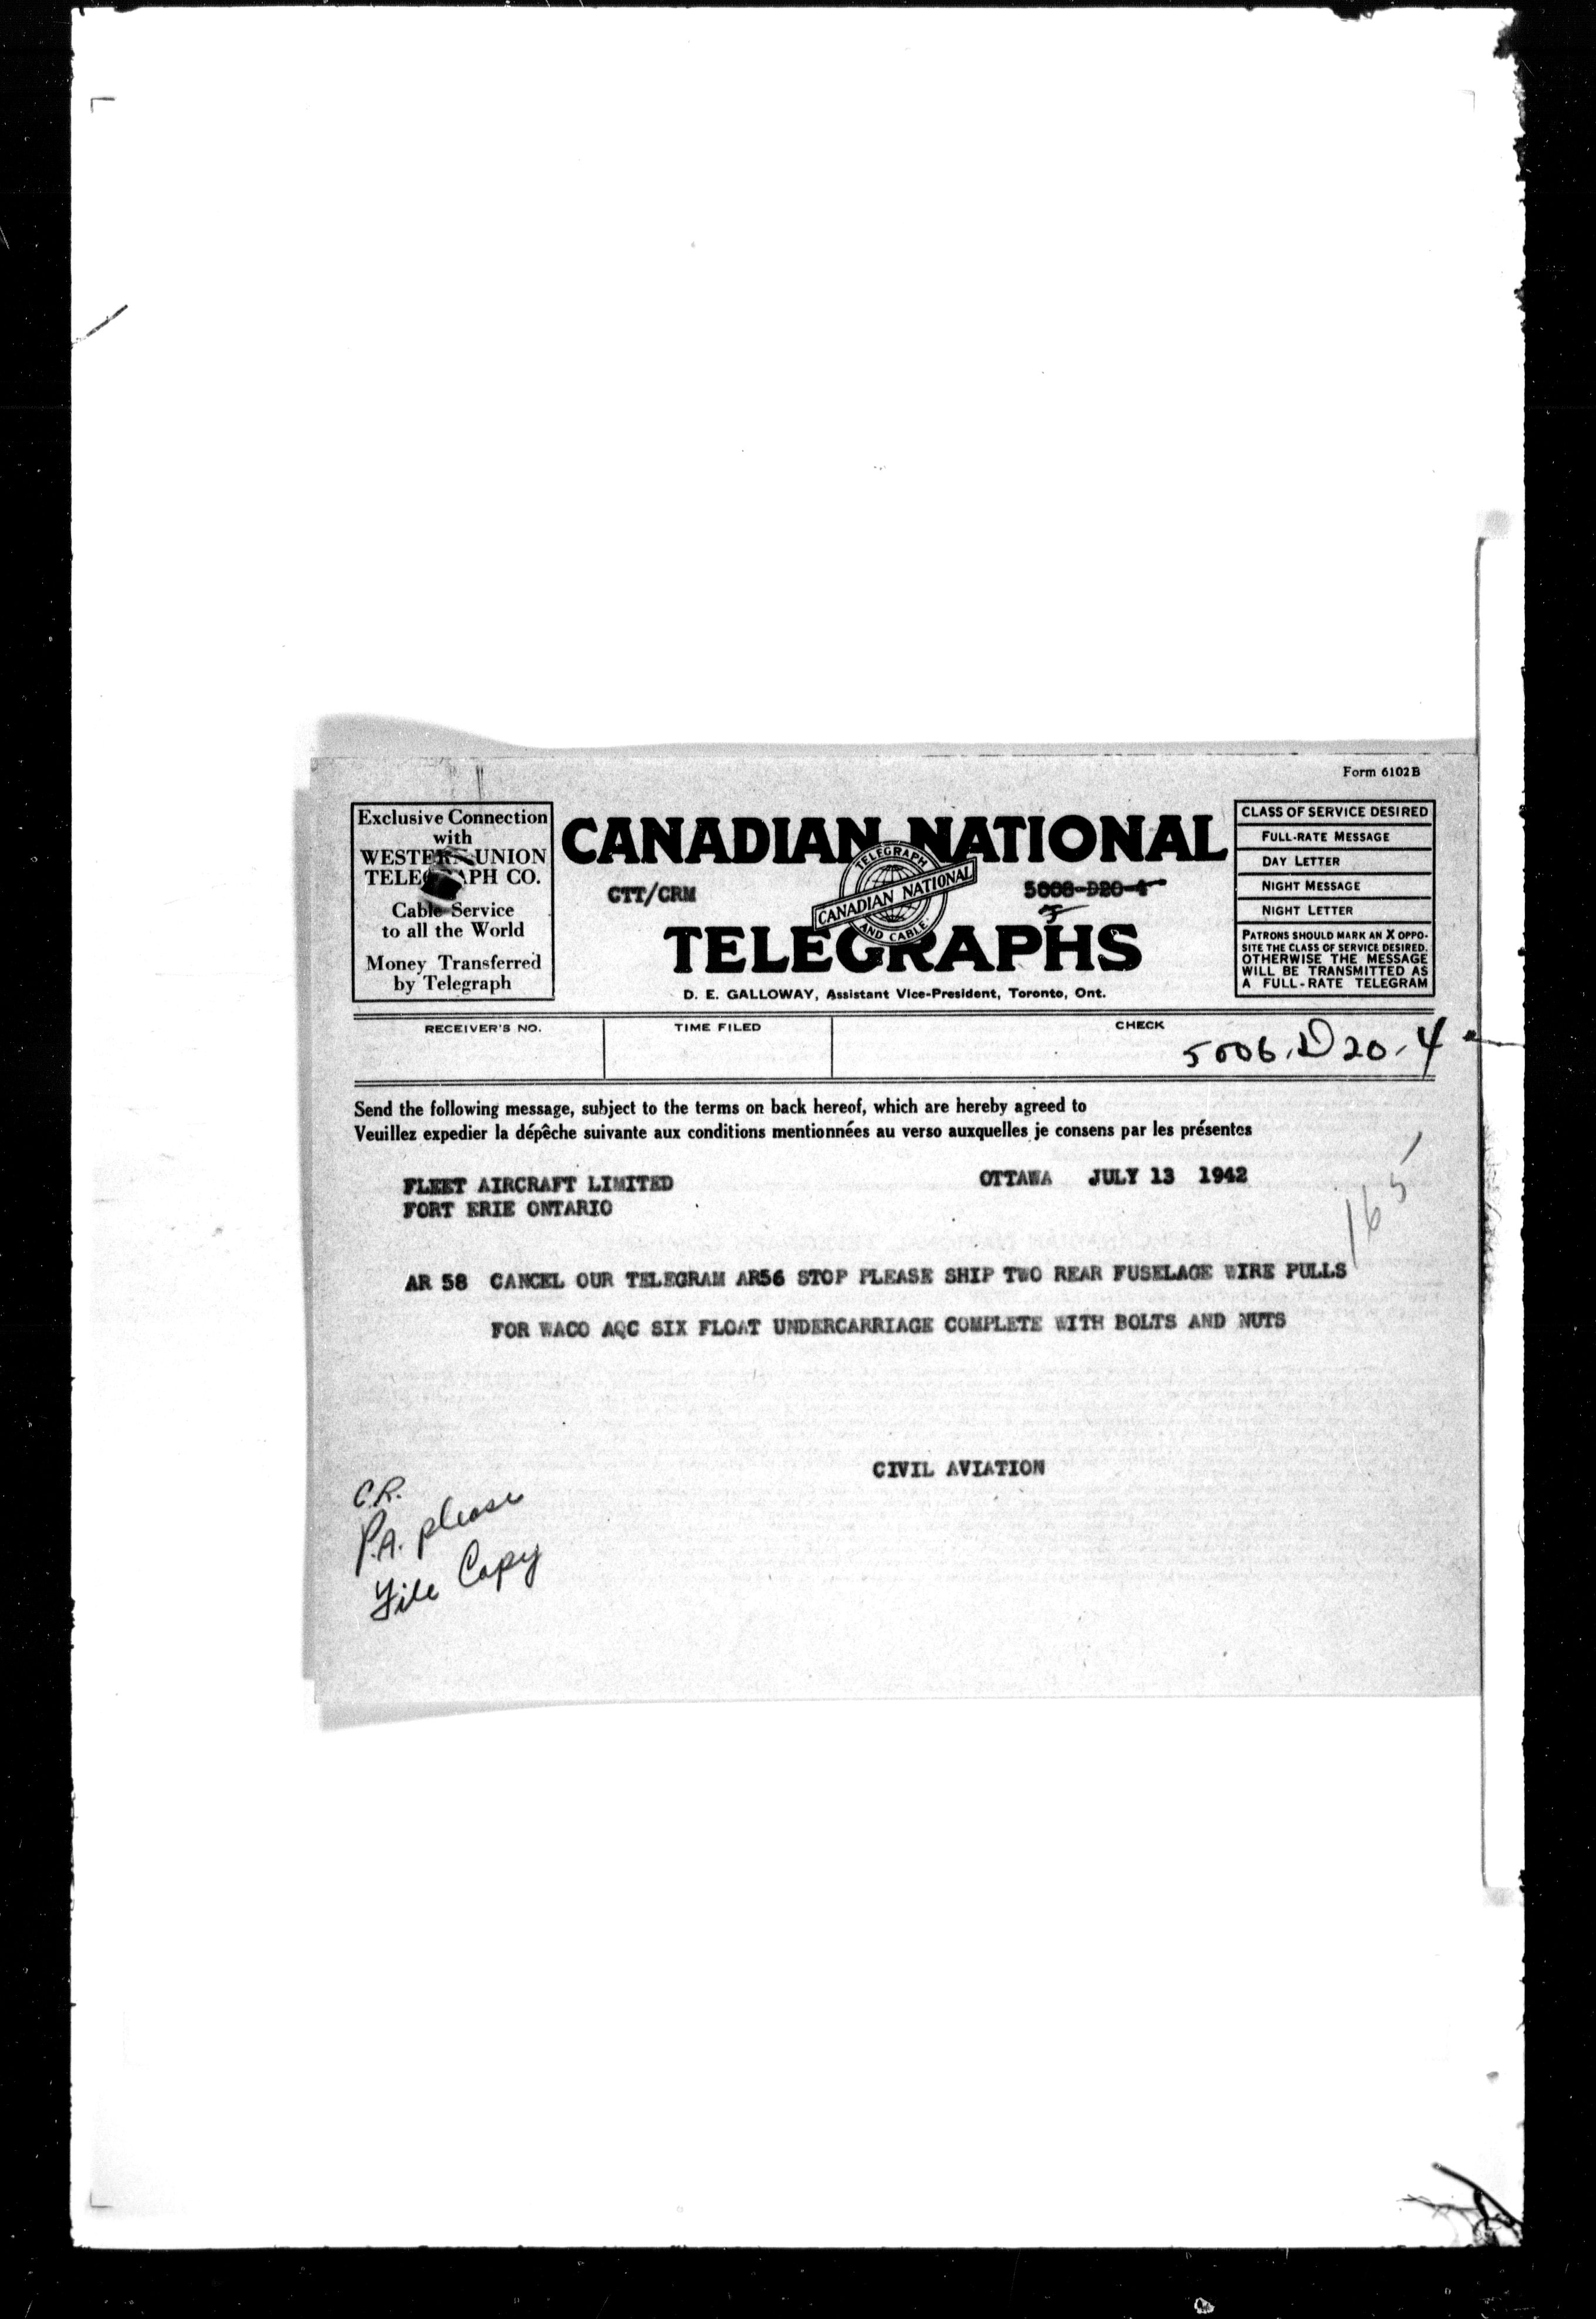 Form 6102B
Exclusive Connection
with
WESTERN UNION
TELEGRAPH CO.
Cable Service
to all the World
Money Transferred
by Telegraph
CANADIAN NATIONAL
TELEGRAPH
CANADIAN NATIONAL
AND CABLE.
CTT/CRM
5008-D20-4
TELEGRAPHS
D. E. GALLOWAY, Assistant Vice-President, Toronto, Ont.
CLASS OF SERVICE DESIRED
FULL-RATE MESSAGE
DAY LETTER
NIGHT MESSAGE
NIGHT LETTER
PATRONS SHOULD MARK AN X OPPO-
SITE THE CLASS OF SERVICE DESIRED.
OTHERWISE THE MESSAGE
WILL BE TRANSMITTED AS
A FULL-RATE TELEGRAM
RECEIVER'S NO.
TIME FILED
CHECK
5006.D20-4
Send the following message, subject to the terms on back hereof, which are hereby agreed to
Veuillez expedier la dépêche suivante aux conditions mentionnées au verso auxquelles je consens par les présentes
FLEET AIRCRAFT LIMITED
FORT ERIE ONTARIO
OTTAWA JULY 13 1942
165
AR 58 CANCEL OUR TELEGRAM AR56 STOP PLEASE SHIP TWO REAR FUSELAGE WIRE PULLS
FOR WACO AQC SIX FLOAT UNDERCARRIAGE COMPLETE WITH BOLTS AND NUTS
CIVIL AVIATION
C.R.
P.A. please
File Copy